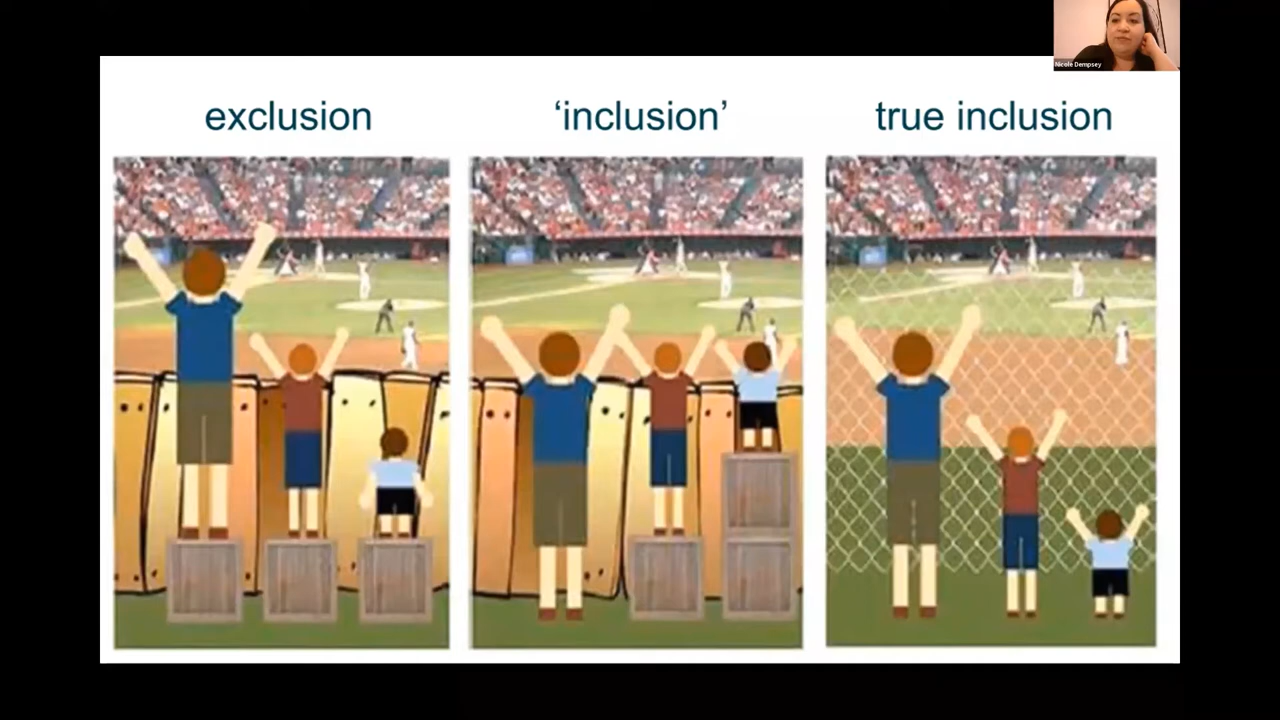 Nicole Dempsey
exclusion
‘inclusion’
true inclusion